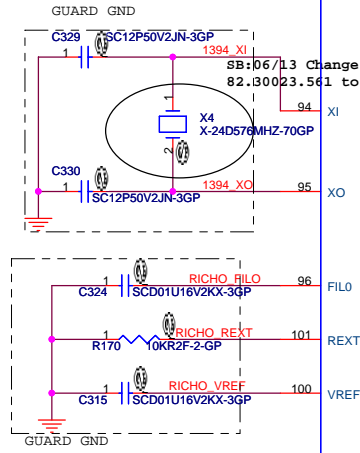 GUARD GND
C329
SC12P50V2JN-3GP
1
1394_XI
SB:06/13 Change
82.30023.561 to
94
XI
1
X4
X-24D576MHZ-70GP
2
C330
1
1394_XO
95
XO
SC12P50V2JN-3GP
1
RICHO_FILO
96
FIL0
C324
SCD01U16V2KX-3GP
1
RICHO_REXT
101
REXT
R170
10KR2F-2-GP
1
RICHO_VREF
100
VREF
C315
SCD01U16V2KX-3GP
GUARD GND